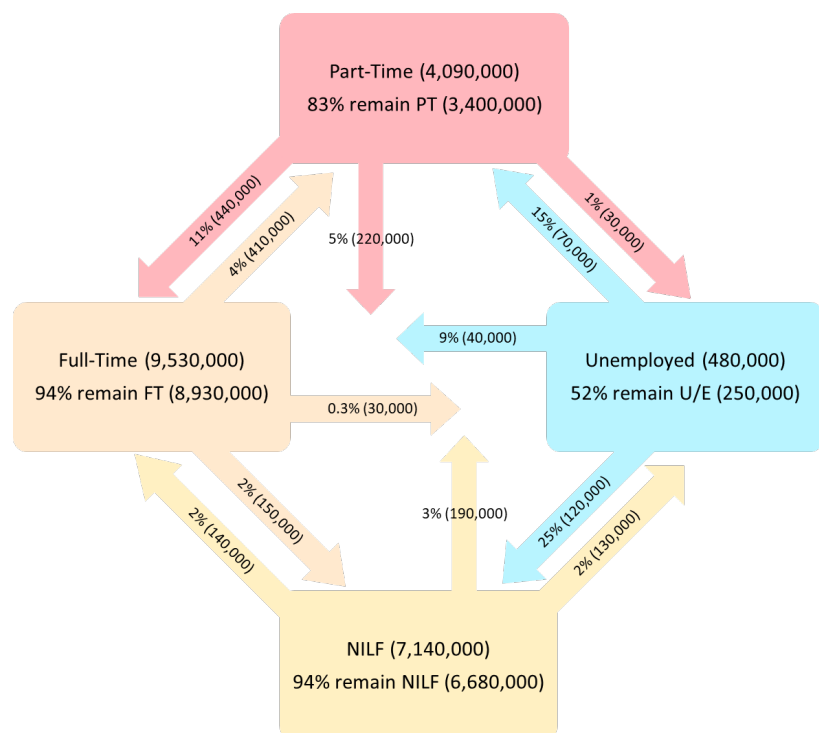 Part-Time (4,090,000)
83% remain PT (3,400,000)
11% (440,000)
4% (410,000)
5% (220,000)
15% (70,000)
1% (30,000)
Full-Time (9,530,000)
94% remain FT (8,930,000)
9% (40,000)
Unemployed (480,000)
52% remain U/E (250,000)
0.3% (30,000)
2% (140,000)
2% (150,000)
3% (190,000)
25% (120,000)
2% (130,000)
NILF (7,140,000)
94% remain NILF (6,680,000)